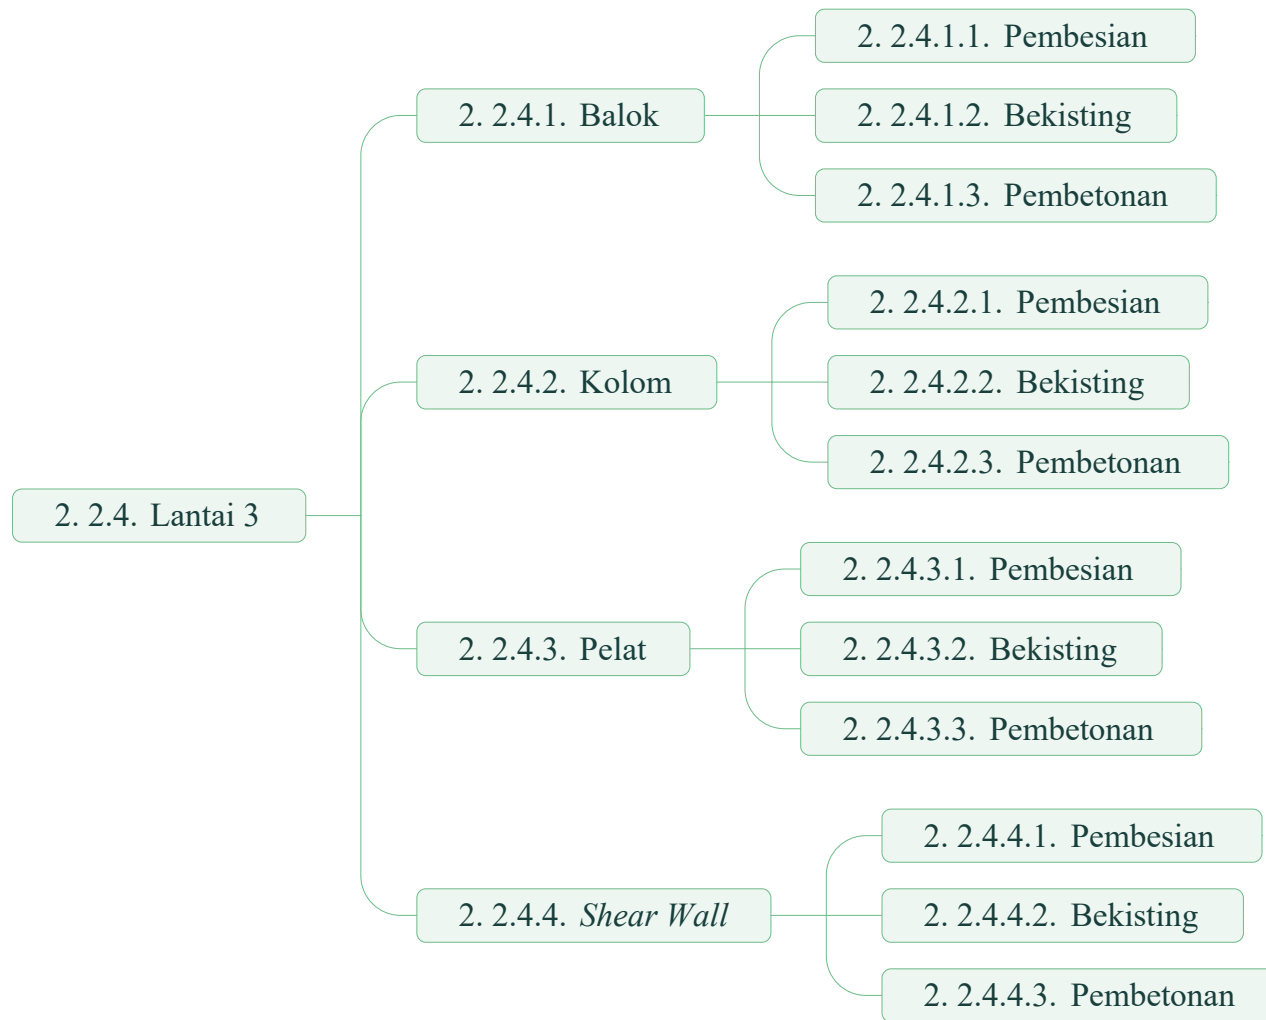 2. 2.4.1.1. Pembesian
2. 2.4.1. Balok
2. 2.4.1.2. Bekisting
2. 2.4.1.3. Pembetonan
2. 2.4.2.1. Pembesian
2. 2.4.2. Kolom
2. 2.4.2.2. Bekisting
2. 2.4.2.3. Pembetonan
2. 2.4. Lantai 3
2. 2.4.3.1. Pembesian
2. 2.4.3. Pelat
2. 2.4.3.2. Bekisting
2. 2.4.3.3. Pembetonan
2. 2.4.4.1. Pembesian
2. 2.4.4. Shear Wall
2. 2.4.4.2. Bekisting
2. 2.4.4.3. Pembetonan